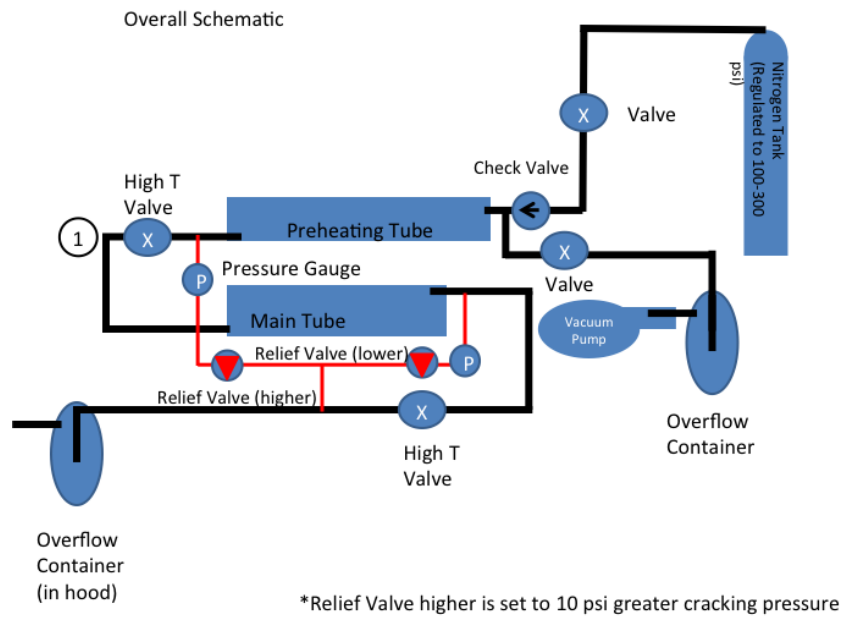 Overall Schematic
Nitrogen Tank
(Regulated to 100-300
psi)
X
Valve
Check Valve
High T
Valve
1
X
Preheating Tube
Pressure Gauge
P
X
Valve
Main Tube
Vacuum
Pump
Relief Valve (lower)
P
Relief Valve (higher)
X
High T
Valve
Overflow
Container
Overflow
Container
(in hood)
*Relief Valve higher is set to 10 psi greater cracking pressure